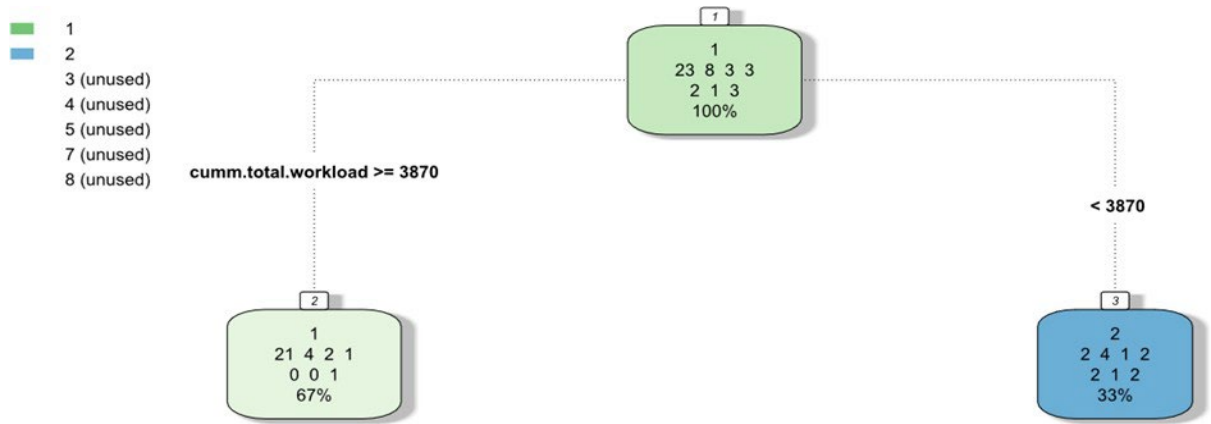 1
2
3 (unused)
4 (unused)
5 (unused)
7 (unused)
8 (unused)
1
1
23 8 3 3
2 1 3
100%
cumm.total.workload >= 3870
< 3870
2
1
21 4 2 1
0 0 1
67%
3
2
2 4 1 2
2 1 2
33%